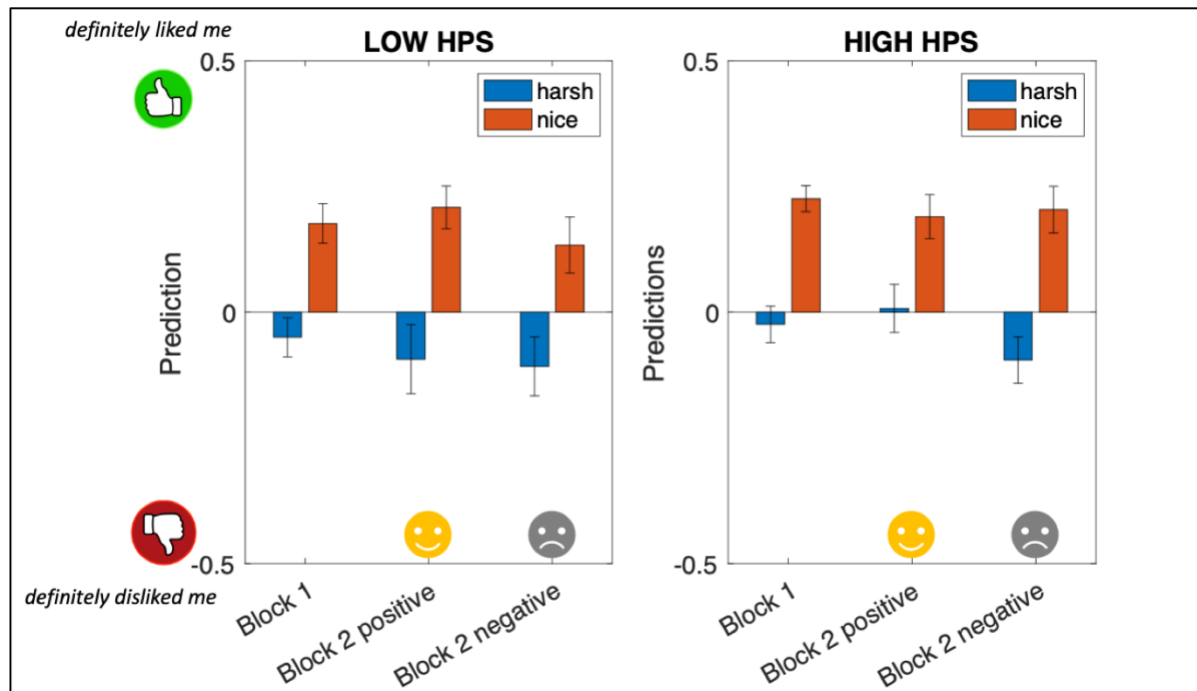 definitely liked me
LOW HPS
HIGH HPS
0.5
harsh
nice
0.5
harsh
nice
Prediction
0
Predictions
0
-0.5
-0.5
definitely disliked me
Block 1
Block 2 positive
Block 2 negative
Block 1
Block 2 positive
Block 2 negative